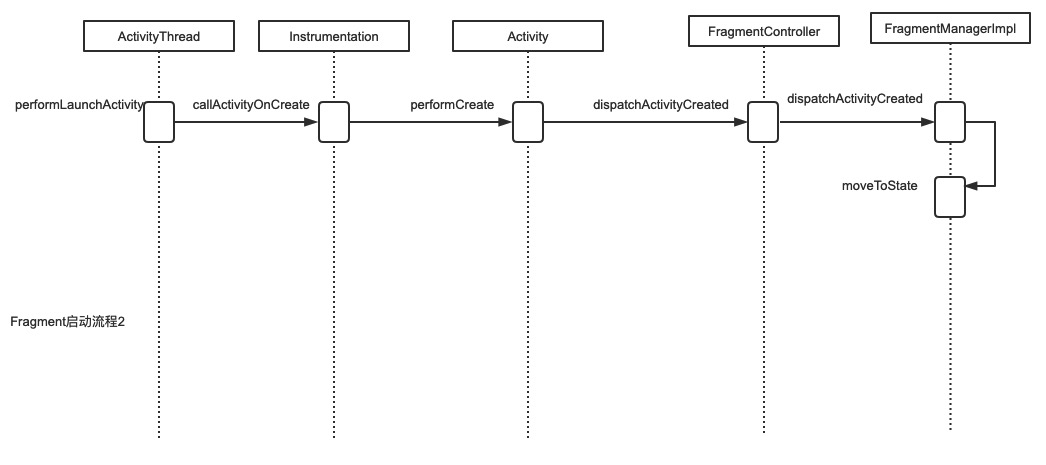 ActivityThread
Instrumentation
Activity
FragmentController
FragmentManagerImpl
performLaunchActivity
callActivityOnCreate
performCreate
dispatchActivityCreated
dispatchActivityCreated
moveToState
Fragment启动流程2